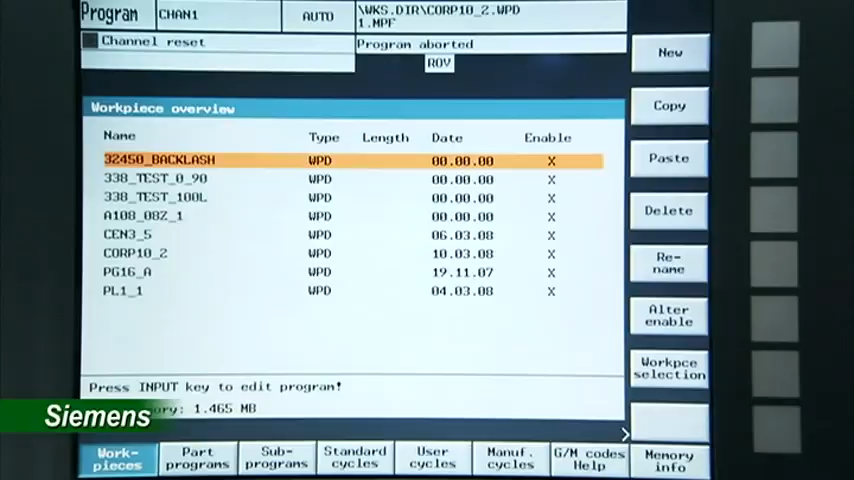 Program
CHAN1
AUTO
\WKS.DIR\CORP10_2.WPD
1.MPF
Channel reset
Program aborted
ROV
Workpiece overview
Name Type Length Date Enable
32450_BACKLASH WPD 00.00.00 X
338_TEST_0_90 WPD 00.00.00 X
338_TEST_100L WPD 00.00.00 X
A108_08Z_1 WPD 00.00.00 X
CEN3_5 WPD 06.03.08 X
CORP10_2 WPD 10.03.08 X
PG16_A WPD 19.11.07 X
PL1_1 WPD 04.03.08 X
Press INPUT key to edit program!
ory: 1.465 MB
Siemens
New
Copy
Paste
Delete
Re-
name
Alter
enable
Workpce
selection
Work-
pieces
Part
programs
Sub-
programs
Standard
cycles
User
cycles
Manuf.
cycles
G/M codes
Help
Memory
info